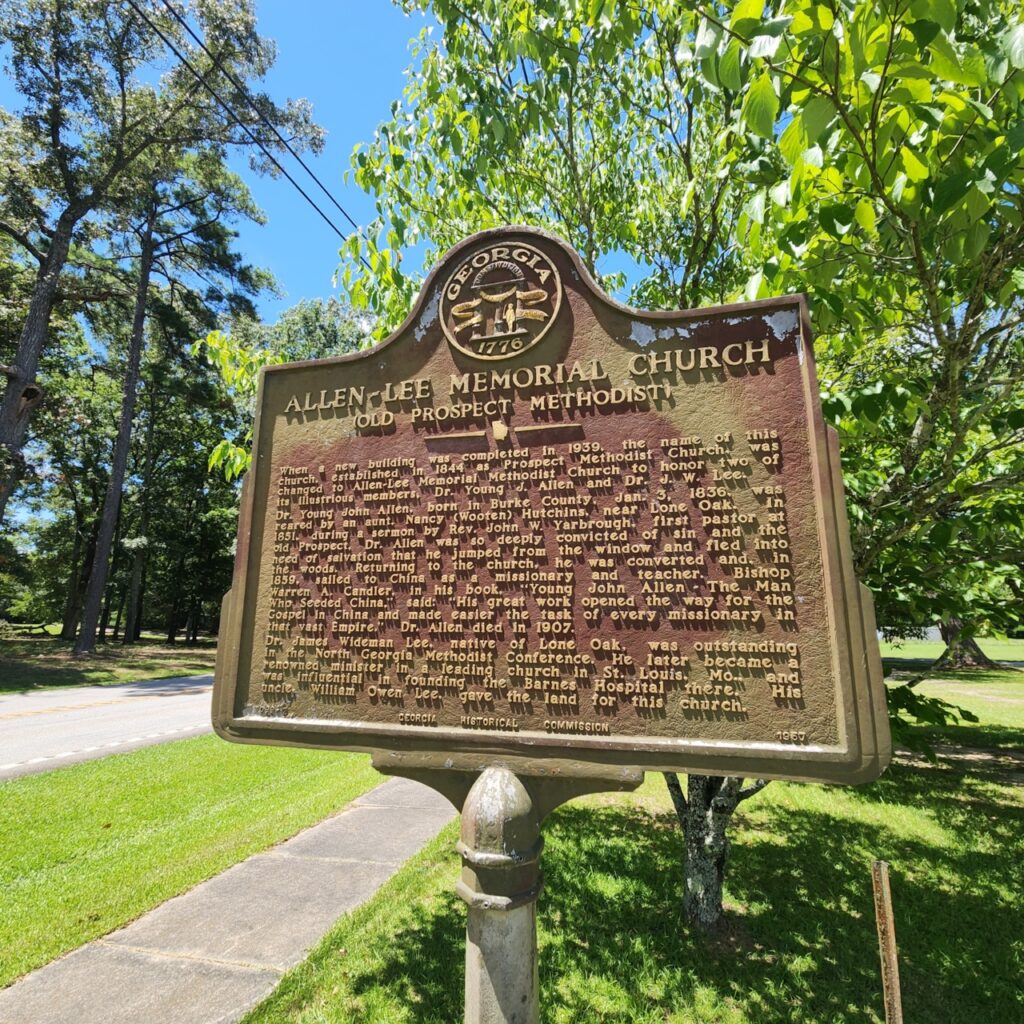 GEORGIA
CONSTITUTION
1776
ALLEN-LEE MEMORIAL CHURCH
(OLD PROSPECT METHODIST)
When a new building was completed in 1939, the name of this
church, established in 1844 as Prospect Methodist Church, was
changed to Allen-Lee Memorial Methodist Church to honor two of
its illustrious members, Dr. Young J. Allen and Dr. J. W. Lee.
Dr. Young John Allen, born in Burke County, Jan. 3, 1836, was
reared by an aunt, Nancy (Wooten) Hutchins, near Lone Oak. In
1851, during a sermon by Rev. John W. Yarbrough, first pastor at
old Prospect, Dr. Allen was so deeply convicted of sin and the
need of salvation that he jumped from the window and fled into
the woods. Returning to the church, he was converted and, in
1859, sailed to China as a missionary and teacher. Bishop
Warren A. Candler, in his book, "Young John Allen - The Man
Who Seeded China," said: "His great work opened the way for the
Gospel in China and made easier the task of every missionary in
that vast Empire." Dr. Allen died in 1907.
Dr. James Wideman Lee, native of Lone Oak, was outstanding
in the North Georgia Methodist Conference. He later became a
renowned minister in a leading church in St. Louis, Mo., and
was influential in founding the Barnes Hospital there. His
uncle, William Owen Lee, gave the land for this church.
GEORGIA HISTORICAL COMMISSION
1957